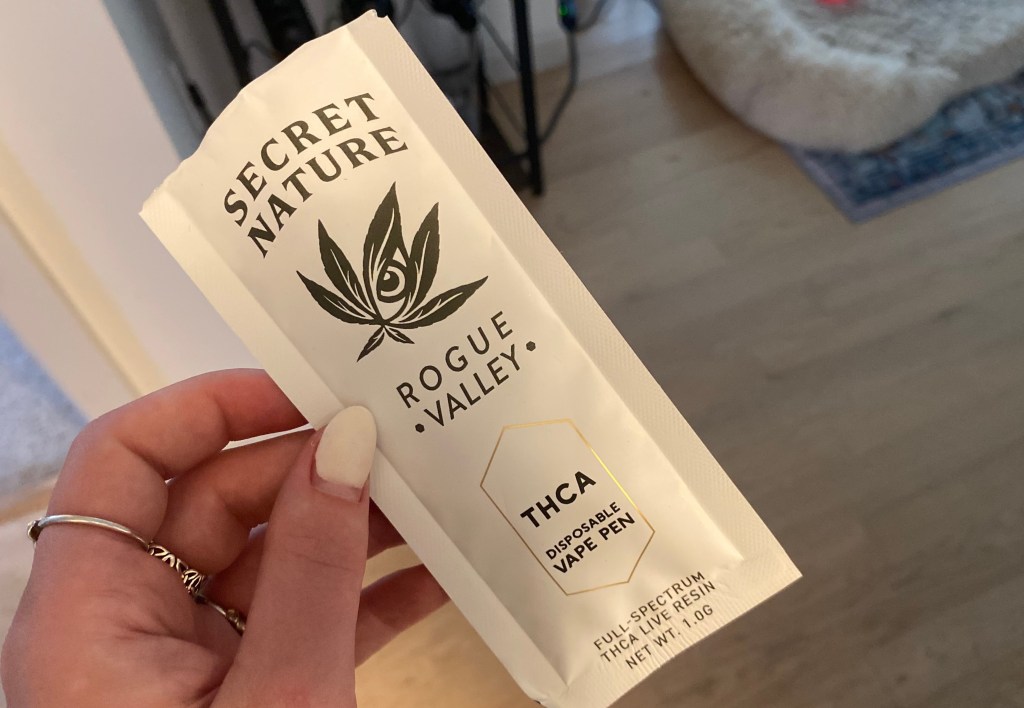 SECRET
NATURE
ROGUE
•VALLEY•
THCA
DISPOSABLE
VAPE PEN
FULL-SPECTRUM
THCA LIVE RESIN
NET WT. 1.0G